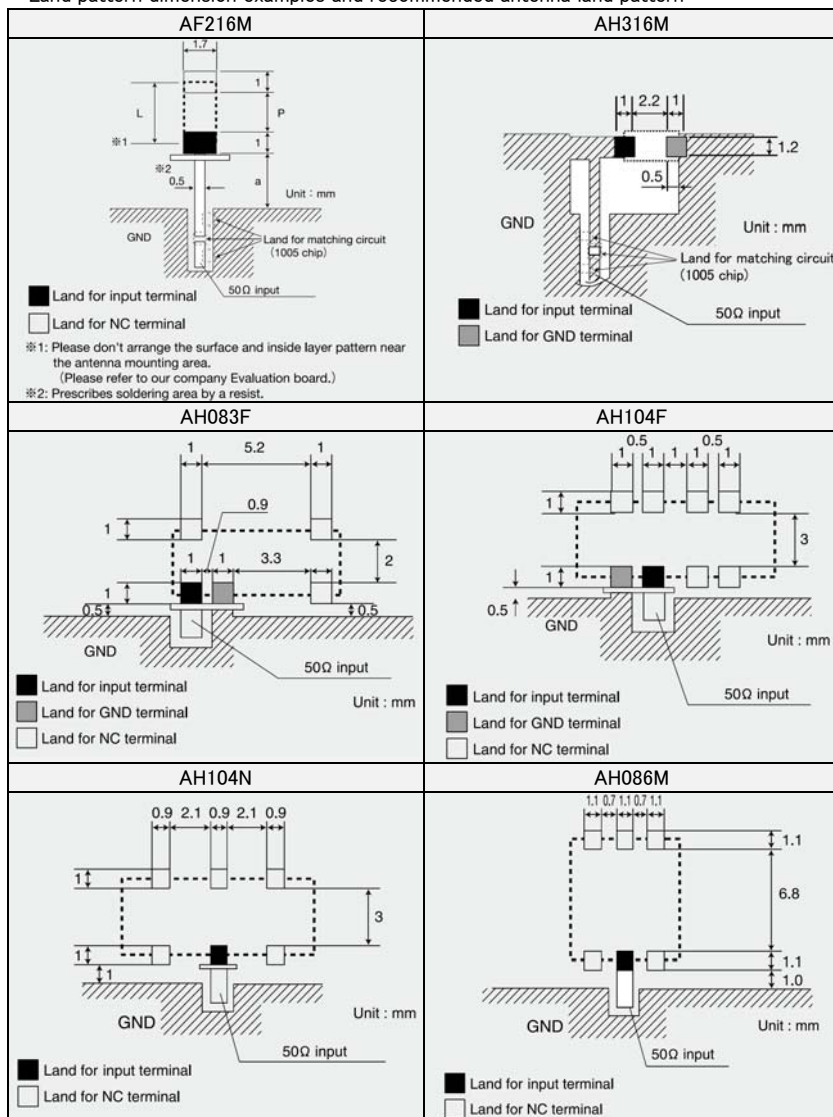 Land pattern dimension examples and recommended antenna land pattern
AF216M
1.7
1
L
P
※1
1
※2
0.5
a
Unit : mm
GND
Land for matching circuit
(1005 chip)
50Ω input
Land for input terminal
Land for NC terminal
※1: Please don't arrange the surface and inside layer pattern near
the antenna mounting area.
(Please refer to our company Evaluation board.)
※2: Prescribes soldering area by a resist.
AH316M
1 2.2 1
1.2
0.5
GND
Unit : mm
Land for matching circuit
(1005 chip)
50Ω input
Land for input terminal
Land for GND terminal
AH083F
1 5.2 1
0.9
1
1 1 3.3
2
1
0.5
0.5
GND
50Ω input
Land for input terminal
Unit : mm
Land for GND terminal
Land for NC terminal
AH104F
0.5 0.5
1 1 1 1 1
1
3
1
0.5
GND
Unit : mm
50Ω input
Land for input terminal
Land for GND terminal
Land for NC terminal
AH104N
0.9 2.1 0.9 2.1 0.9
1
3
1
1
Unit : mm
GND
50Ω input
Land for input terminal
Land for NC terminal
AH086M
1.1 0.7 1.1 0.7 1.1
1.1
6.8
1.1
1.0
GND
Unit : mm
50Ω input
Land for input terminal
Land for NC terminal